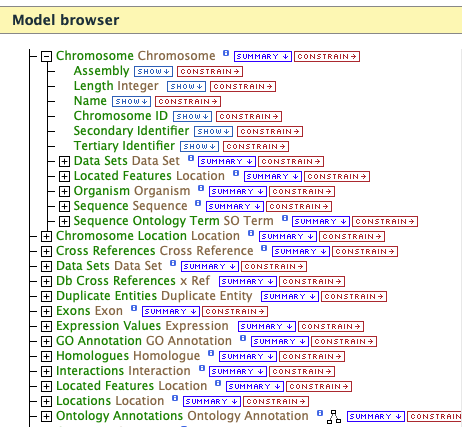 Model browser
Chromosome Chromosome i SUMMARY ↓ CONSTRAIN →
Assembly SHOW ↓ CONSTRAIN →
Length Integer SHOW ↓ CONSTRAIN →
Name SHOW ↓ CONSTRAIN →
Chromosome ID SHOW ↓ CONSTRAIN →
Secondary Identifier SHOW ↓ CONSTRAIN →
Tertiary Identifier SHOW ↓ CONSTRAIN →
Data Sets Data Set i SUMMARY ↓ CONSTRAIN →
Located Features Location i SUMMARY ↓ CONSTRAIN →
Organism Organism i SUMMARY ↓ CONSTRAIN →
Sequence Sequence i SUMMARY ↓ CONSTRAIN →
Sequence Ontology Term SO Term i SUMMARY ↓ CONSTRAIN →
Chromosome Location Location i SUMMARY ↓ CONSTRAIN →
Cross References Cross Reference i SUMMARY ↓ CONSTRAIN →
Data Sets Data Set i SUMMARY ↓ CONSTRAIN →
Db Cross References x Ref i SUMMARY ↓ CONSTRAIN →
Duplicate Entities Duplicate Entity i SUMMARY ↓ CONSTRAIN →
Exons Exon i SUMMARY ↓ CONSTRAIN →
Expression Values Expression i SUMMARY ↓ CONSTRAIN →
GO Annotation GO Annotation i SUMMARY ↓ CONSTRAIN →
Homologues Homologue i SUMMARY ↓ CONSTRAIN →
Interactions Interaction i SUMMARY ↓ CONSTRAIN →
Located Features Location i SUMMARY ↓ CONSTRAIN →
Locations Location i SUMMARY ↓ CONSTRAIN →
Ontology Annotations Ontology Annotation i SUMMARY ↓ CONSTRAIN